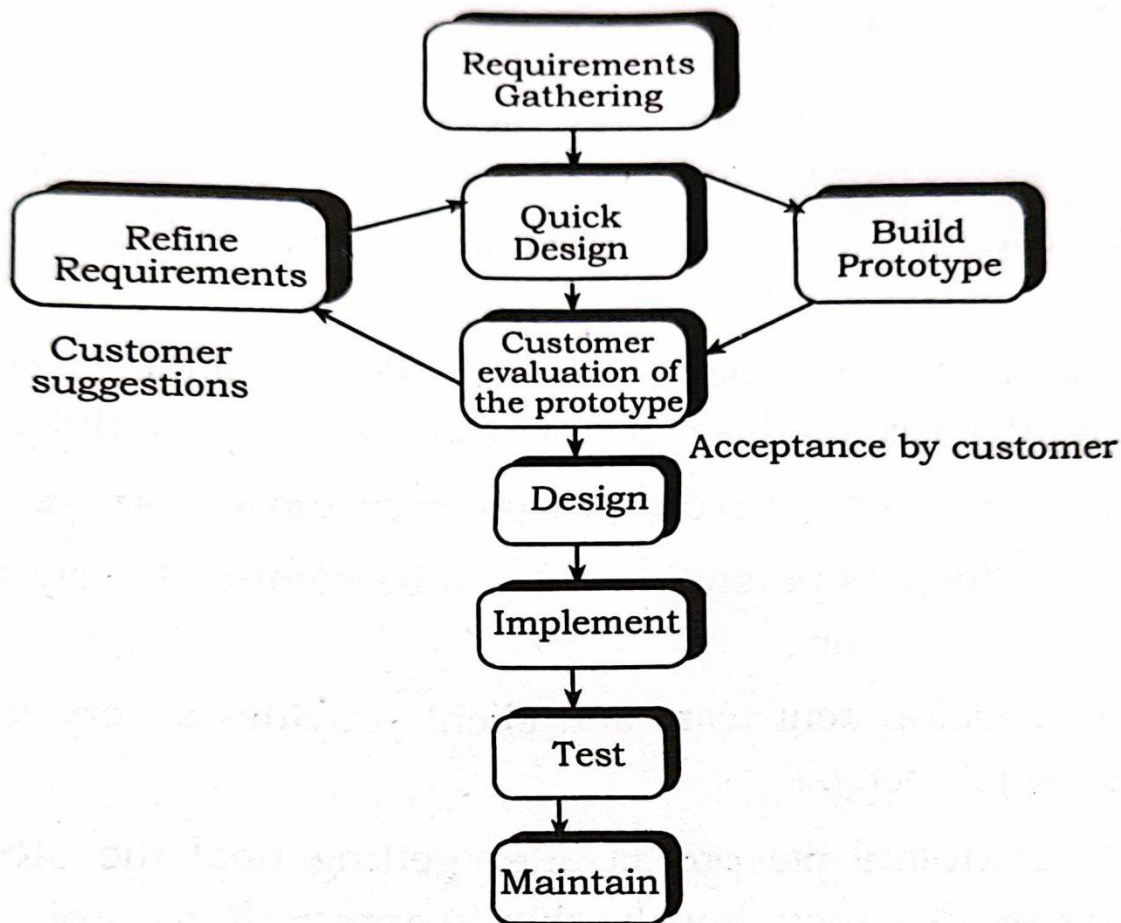 Requirements
Gathering
Refine
Requirements
Quick
Design
Build
Prototype
Customer
suggestions
Customer
evaluation of
the prototype
Acceptance by customer
Design
Implement
Test
Maintain